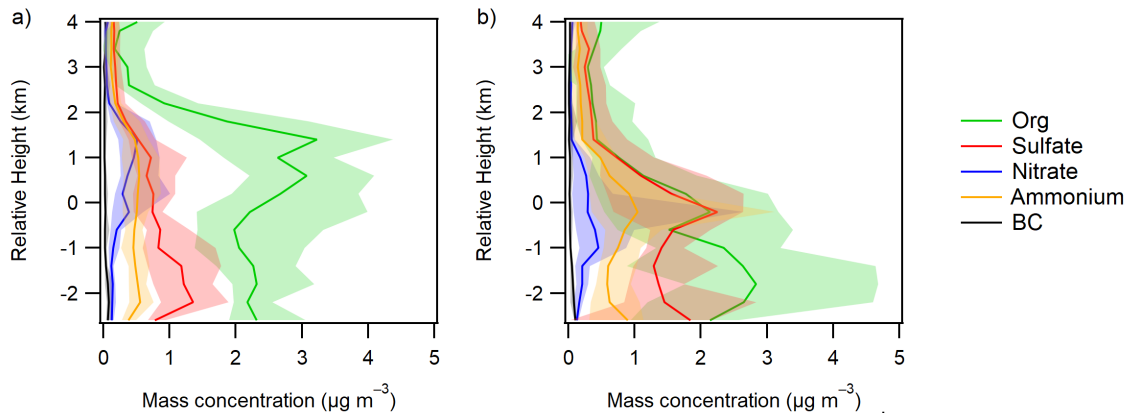 a)
Relative Height (km)
4
3
2
1
0
-1
-2
0 1 2 3 4 5
Mass concentration (µg m⁻³)
b)
Relative Height (km)
4
3
2
1
0
-1
-2
0 1 2 3 4 5
Mass concentration (µg m⁻³)
Org
Sulfate
Nitrate
Ammonium
BC